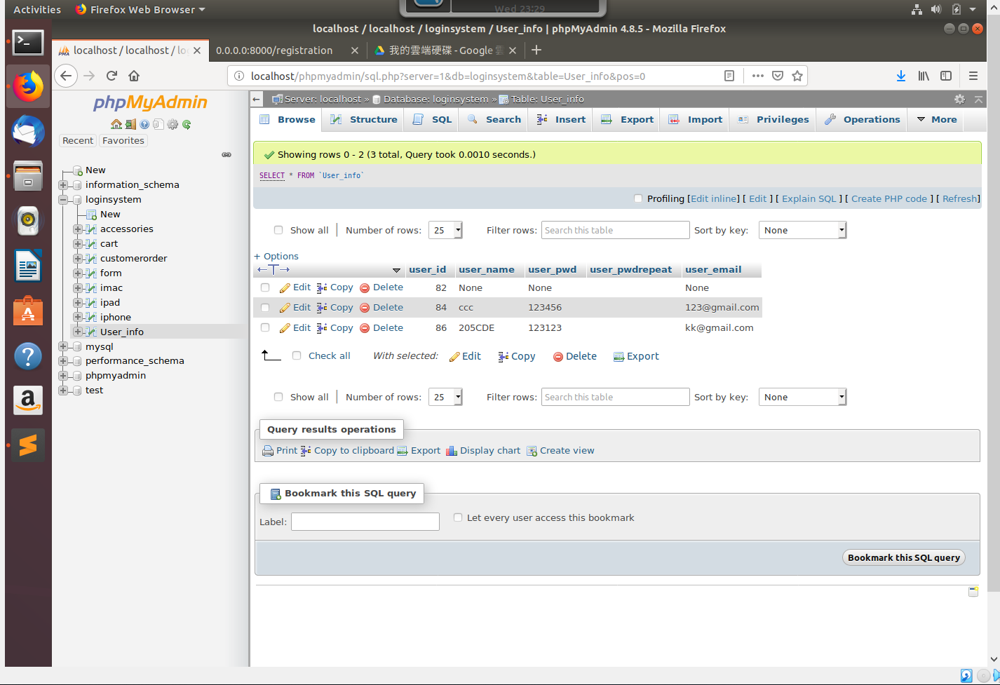 Activities Firefox Web Browser Wed 23:29
localhost / localhost / loginsystem / User_info | phpMyAdmin 4.8.5 - Mozilla Firefox
localhost / localhost / lo 0.0.0.0:8000/registration 我的雲端硬碟 - Google 雲
localhost/phpmyadmin/sql.php?server=1&db=loginsystem&table=User_info&pos=0
phpMyAdmin
Recent Favorites
New
information_schema
loginsystem
New
accessories
cart
customerorder
form
imac
ipad
iphone
User_info
mysql
performance_schema
phpmyadmin
test
Server: localhost » Database: loginsystem » Table: User_info
Browse Structure SQL Search Insert Export Import Privileges Operations More
Showing rows 0 - 2 (3 total, Query took 0.0010 seconds.)
SELECT * FROM `User_info`
Profiling [Edit inline] [ Edit ] [ Explain SQL ] [ Create PHP code ] [ Refresh]
Show all | Number of rows: 25 Filter rows: Search this table Sort by key: None
+ Options
←T→ user_id user_name user_pwd user_pwdrepeat user_email
Edit Copy Delete 82 None None None
Edit Copy Delete 84 ccc 123456 123@gmail.com
Edit Copy Delete 86 205CDE 123123 kk@gmail.com
Check all With selected: Edit Copy Delete Export
Show all | Number of rows: 25 Filter rows: Search this table Sort by key: None
Query results operations
Print Copy to clipboard Export Display chart Create view
Bookmark this SQL query
Label: Let every user access this bookmark
Bookmark this SQL query